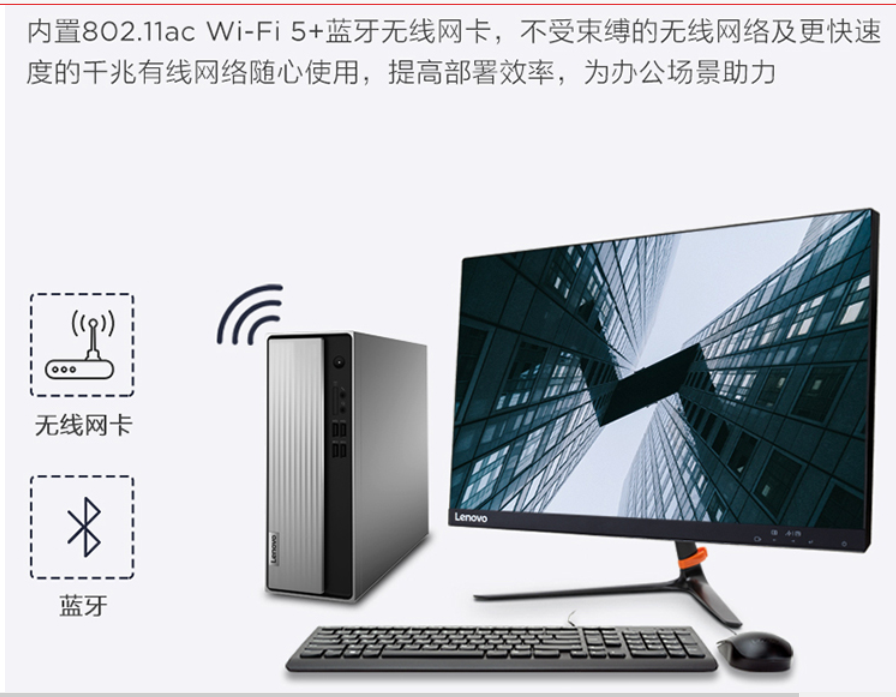 内置802.11ac Wi-Fi 5+蓝牙无线网卡，不受束缚的无线网络及更快速
度的千兆有线网络随心使用，提高部署效率，为办公场景助力
无线网卡
蓝牙
Lenovo
Lenovo